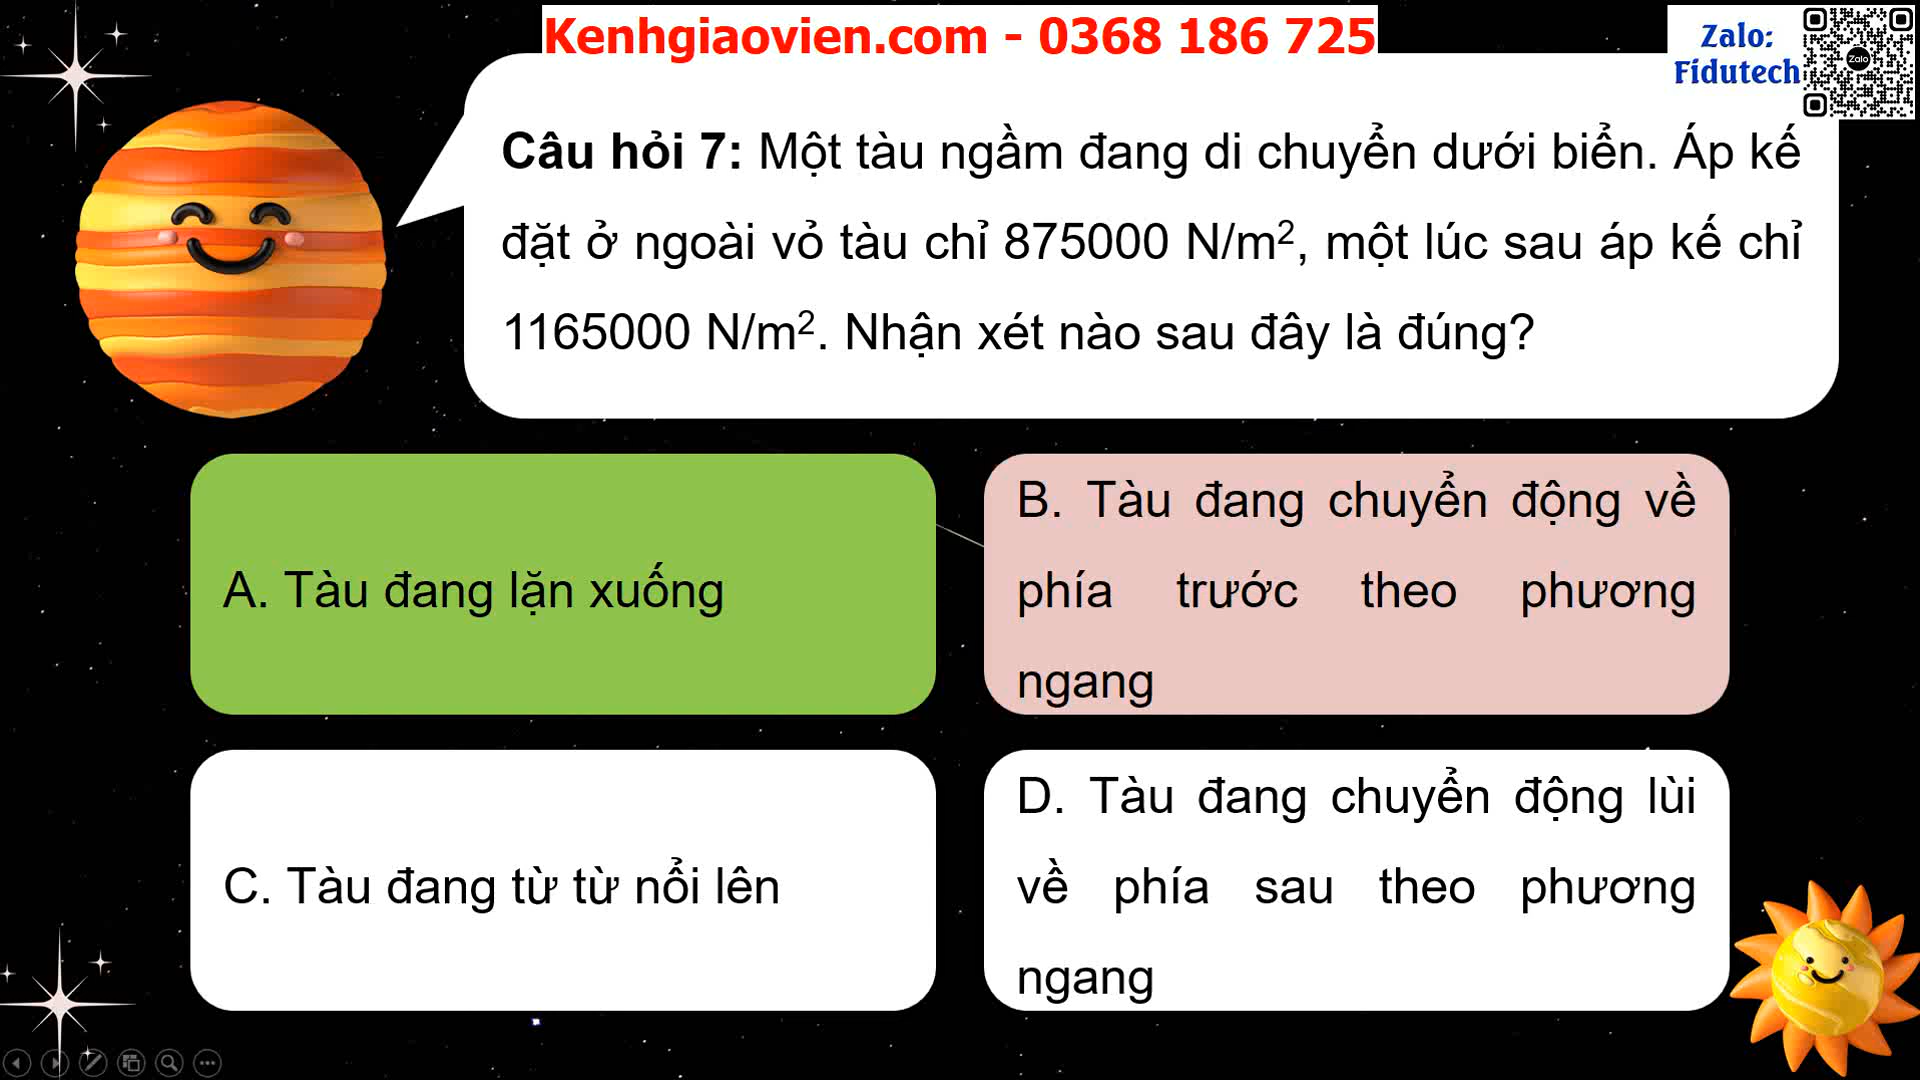 Kenhgiaovien.com - 0368 186 725
Zalo:
Fidutech
Zalo
Câu hỏi 7: Một tàu ngầm đang di chuyển dưới biển. Áp kế
đặt ở ngoài vỏ tàu chỉ 875000 N/m², một lúc sau áp kế chỉ
1165000 N/m². Nhận xét nào sau đây là đúng?
A. Tàu đang lặn xuống
B. Tàu đang chuyển động về
phía trước theo phương
ngang
C. Tàu đang từ từ nổi lên
D. Tàu đang chuyển động lùi
về phía sau theo phương
ngang